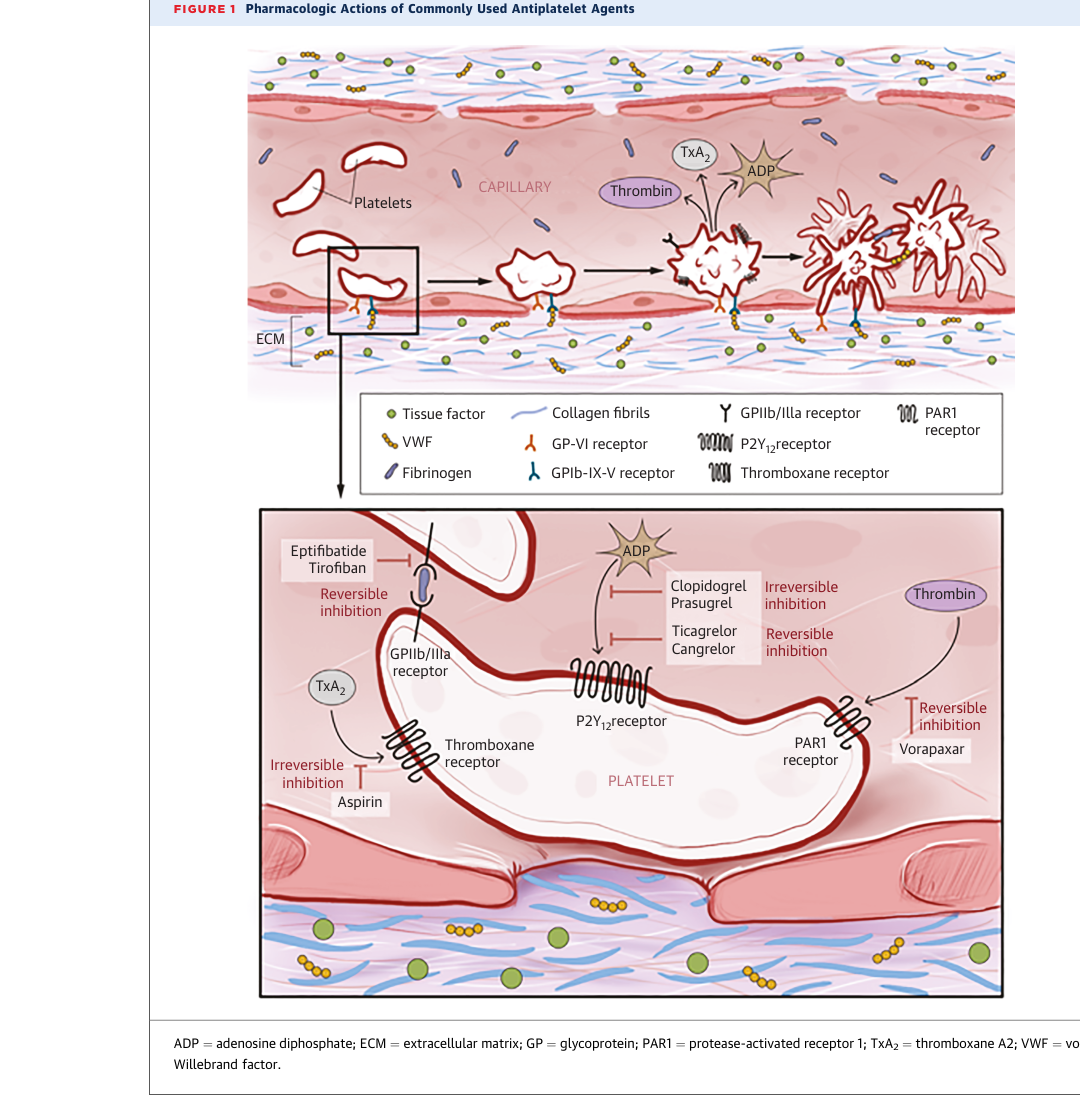 FIGURE 1 Pharmacologic Actions of Commonly Used Antiplatelet Agents
TxA2
ADP
Thrombin
CAPILLARY
Platelets
ECM
Tissue factor
VWF
Fibrinogen
Collagen fibrils
GP-VI receptor
GPIb-IX-V receptor
GPIIb/IIIa receptor
P2Y12receptor
Thromboxane receptor
PAR1
receptor
Eptifibatide
Tirofiban
Reversible
inhibition
GPIIb/IIIa
receptor
ADP
Clopidogrel
Prasugrel
Irreversible
inhibition
Ticagrelor
Cangrelor
Reversible
inhibition
Thrombin
TxA2
P2Y12receptor
Thromboxane
receptor
Irreversible
inhibition
Aspirin
PLATELET
PAR1
receptor
Reversible
inhibition
Vorapaxar
ADP = adenosine diphosphate; ECM = extracellular matrix; GP = glycoprotein; PAR1 = protease-activated receptor 1; TxA2 = thromboxane A2; VWF = vo
Willebrand factor.